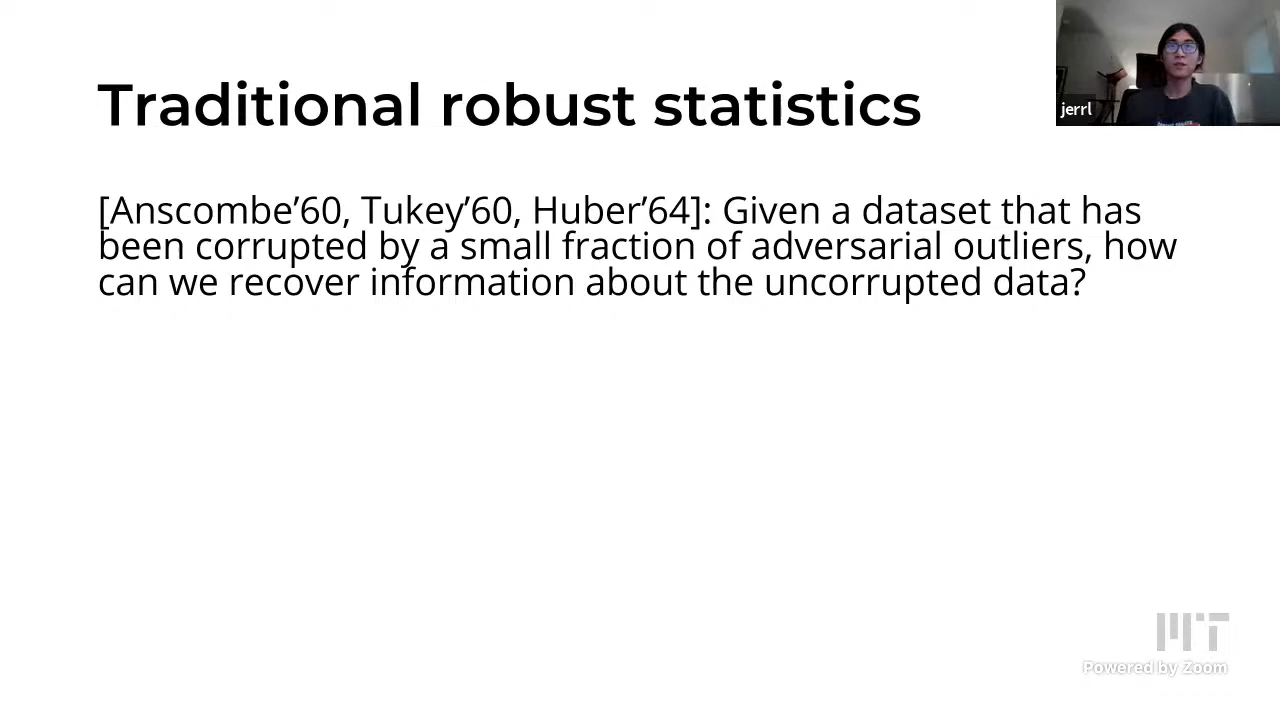 Traditional robust statistics
jerrl
[Anscombe’60, Tukey’60, Huber’64]: Given a dataset that has
been corrupted by a small fraction of adversarial outliers, how
can we recover information about the uncorrupted data?
MIT
Powered by Zoom